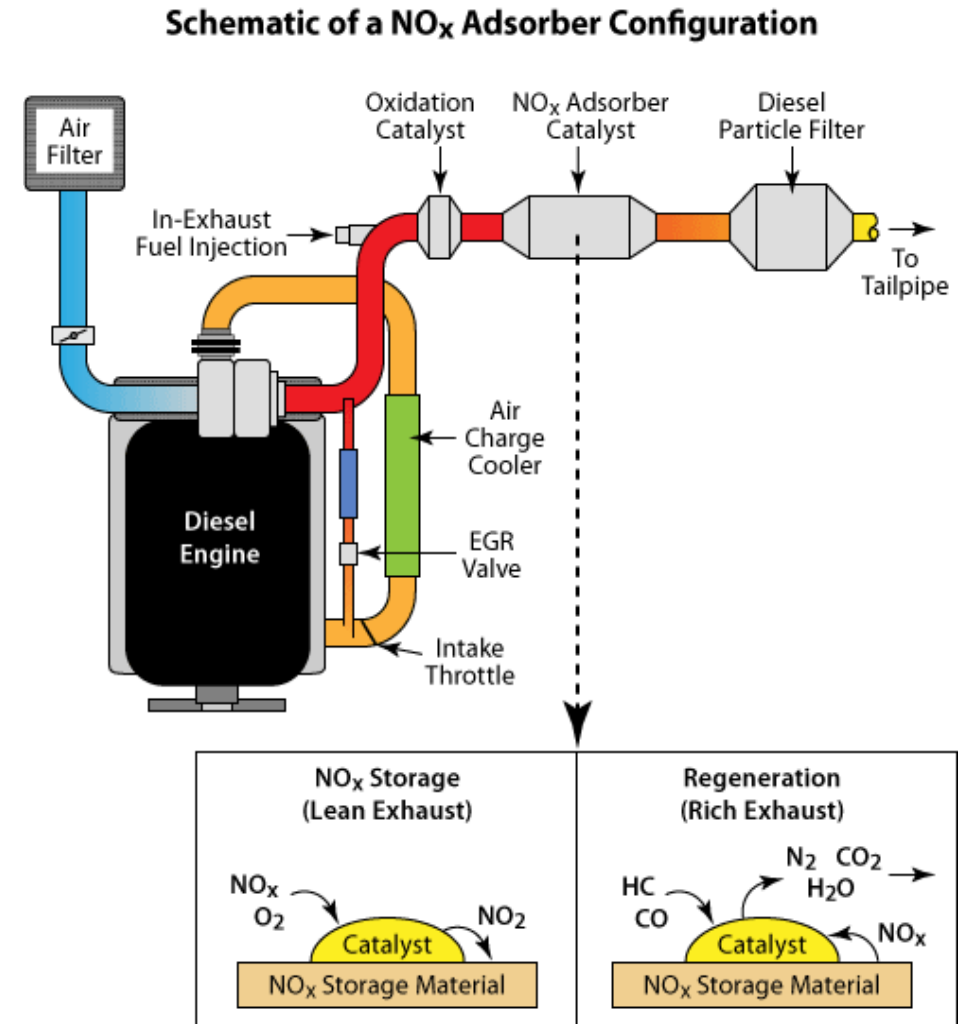 Schematic of a NOx Adsorber Configuration
Air
Filter
Oxidation
Catalyst
NOx Adsorber
Catalyst
Diesel
Particle Filter
In-Exhaust
Fuel Injection
To
Tailpipe
Air
Charge
Cooler
Diesel
Engine
EGR
Valve
Intake
Throttle
NOx Storage
(Lean Exhaust)
NOx
O2
NO2
Catalyst
NOx Storage Material
Regeneration
(Rich Exhaust)
HC
CO
N2 CO2
H2O
NOx
Catalyst
NOx Storage Material